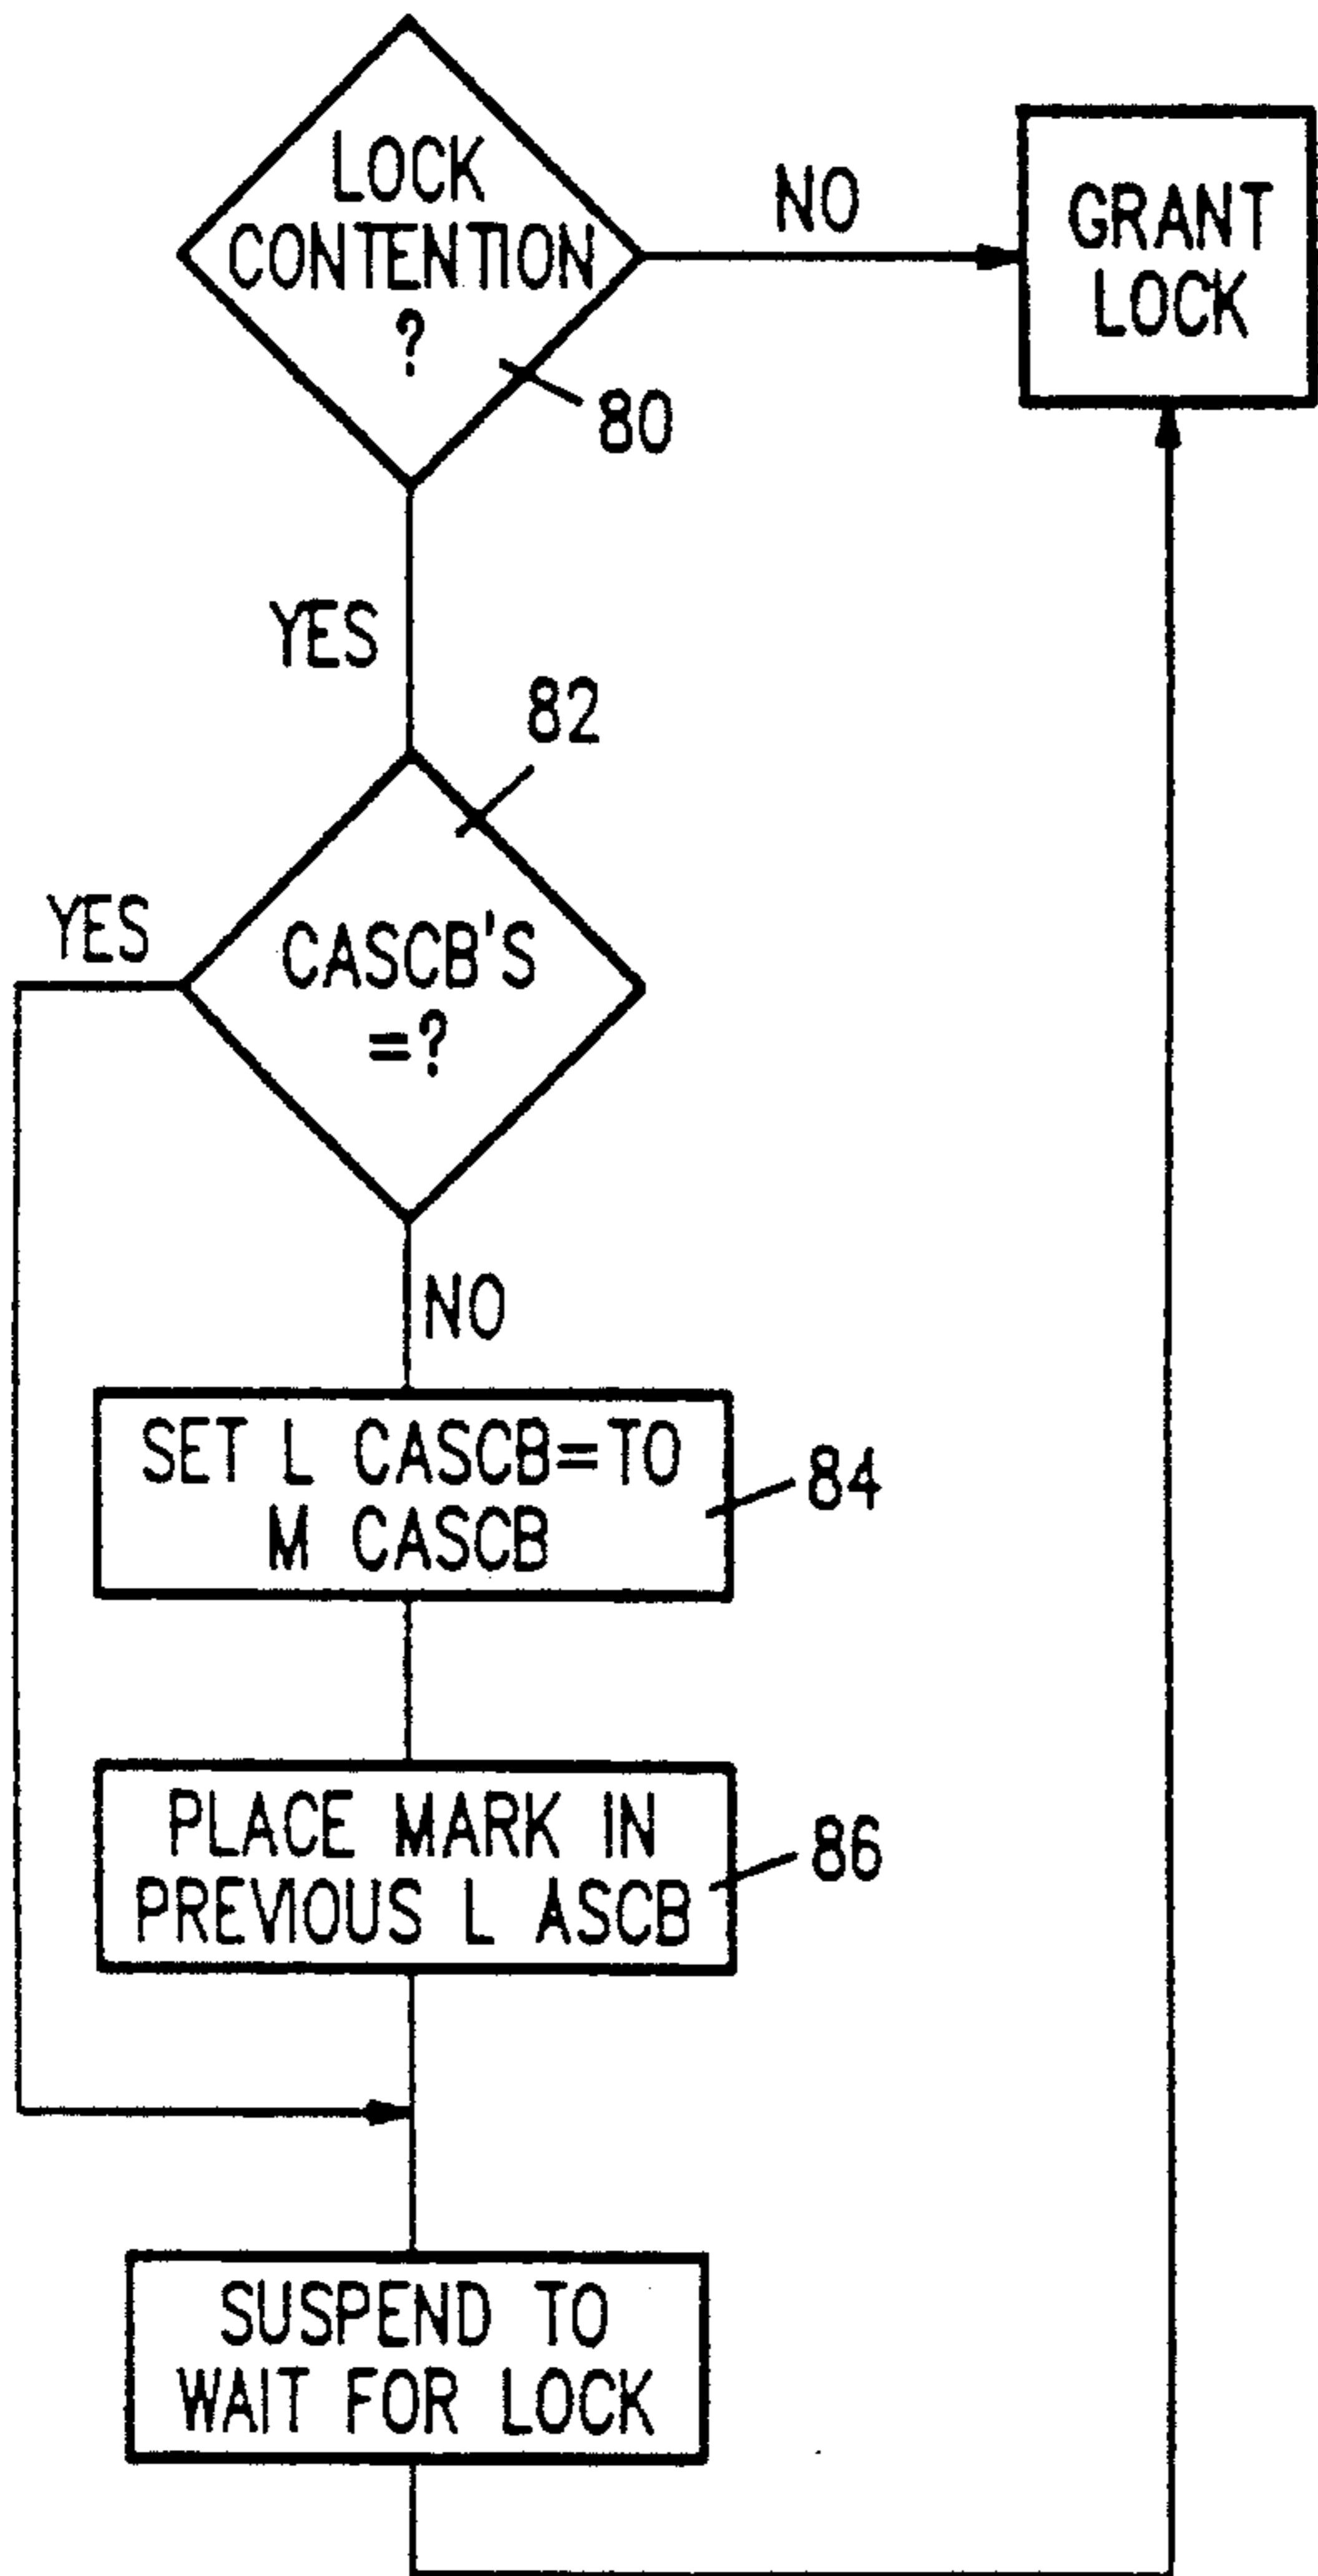 LOCK
CONTENTION
?
80
NO
GRANT
LOCK
YES
82
YES
CASCB'S
=?
NO
SET L CASCB=TO
M CASCB
84
PLACE MARK IN
PREVIOUS L ASCB
86
SUSPEND TO
WAIT FOR LOCK